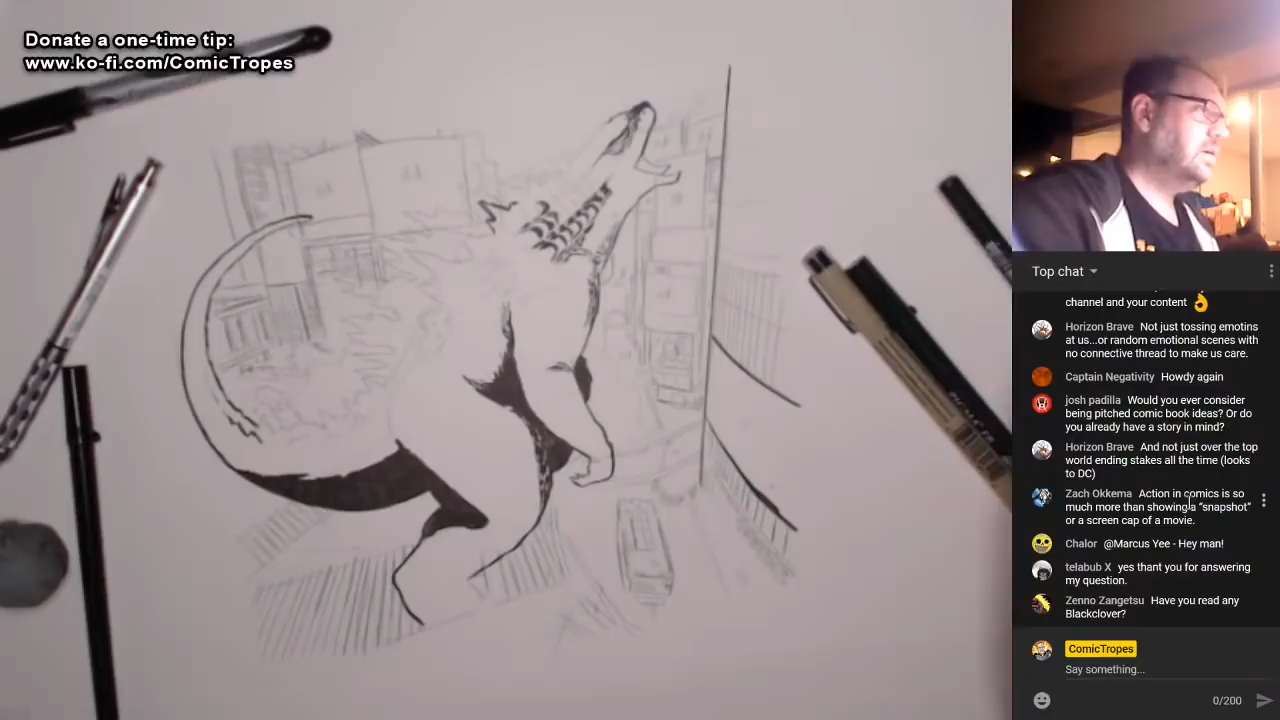 Donate a one-time tip:
www.ko-fi.com/ComicTropes
Top chat
channel and your content 👌
Horizon Brave Not just tossing emotins
at us...or random emotional scenes with
no connective thread to make us care.
Captain Negativity Howdy again
josh padilla Would you ever consider
being pitched comic book ideas? Or do
you already have a story in mind?
Horizon Brave And not just over the top
world ending stakes all the time (looks
to DC)
Zach Okkema Action in comics is so
much more than showing a "snapshot"
or a screen cap of a movie.
Chalor @Marcus Yee - Hey man!
telabub X yes thant you for answering
my question.
Zenno Zangetsu Have you read any
Blackclover?
ComicTropes
Say something...
0/200